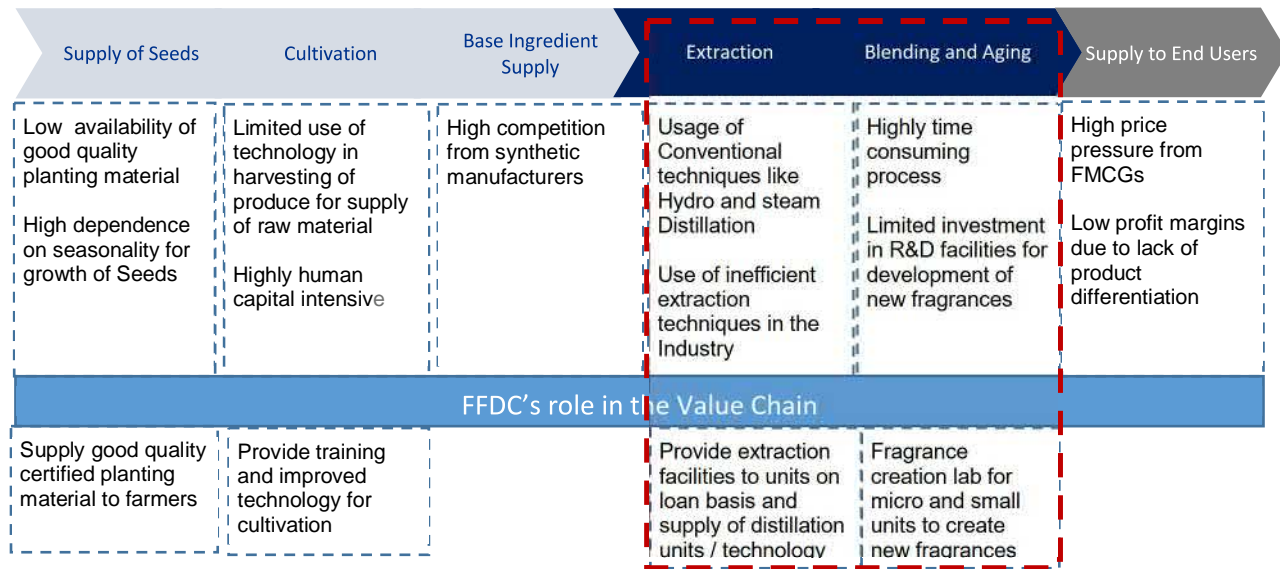 Supply of Seeds
Cultivation
Base Ingredient
Supply
Extraction
Blending and Aging
Supply to End Users
Low availability of
good quality
planting material
High dependence
on seasonality for
growth of Seeds
Limited use of
technology in
harvesting of
produce for supply
of raw material
Highly human
capital intensive
High competition
from synthetic
manufacturers
Usage of
Conventional
techniques like
Hydro and steam
Distillation
Use of inefficient
extraction
techniques in the
Industry
Highly time
consuming
process
Limited investment
in R&D facilities for
development of
new fragrances
High price
pressure from
FMCGs
Low profit margins
due to lack of
product
differentiation
FFDC's role in the Value Chain
Supply good quality
certified planting
material to farmers
Provide training
and improved
technology for
cultivation
Provide extraction
facilities to units on
loan basis and
supply of distillation
units / technology
Fragrance
creation lab for
micro and small
units to create
new fragrances